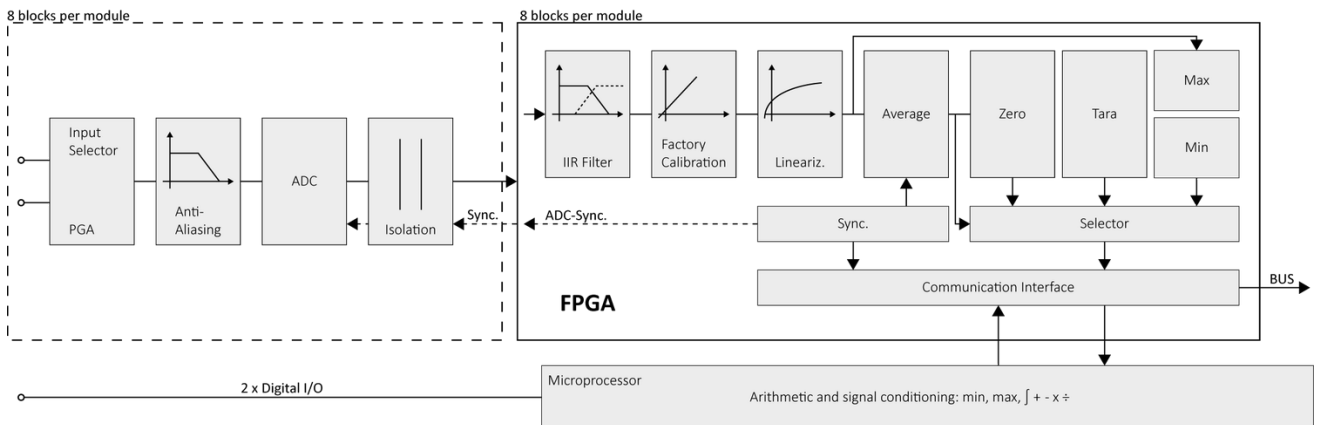 8 blocks per module
Input
Selector
PGA
Anti-
Aliasing
ADC
Isolation
Sync.
8 blocks per module
IIR Filter
Factory
Calibration
Lineariz.
Average
Zero
Tara
Max
Min
ADC-Sync.
Sync.
Selector
Communication Interface
BUS
FPGA
2 x Digital I/O
Microprocessor
Arithmetic and signal conditioning: min, max, ∫ + - x ÷